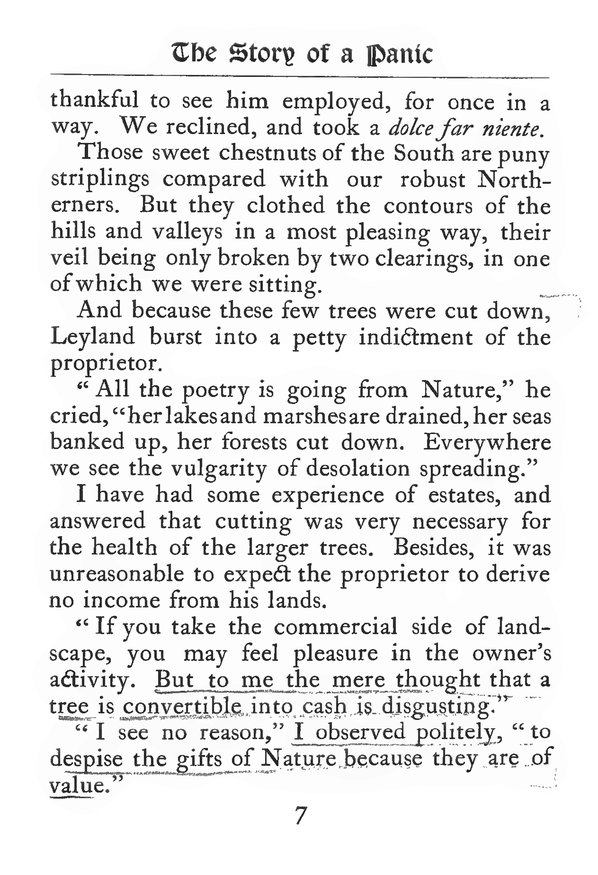 The Story of a Panic
thankful to see him employed, for once in a
way. We reclined, and took a dolce far niente.
Those sweet chestnuts of the South are puny
striplings compared with our robust North-
erners. But they clothed the contours of the
hills and valleys in a most pleasing way, their
veil being only broken by two clearings, in one
of which we were sitting.
And because these few trees were cut down,
Leyland burst into a petty indictment of the
proprietor.
“All the poetry is going from Nature,” he
cried, “her lakes and marshes are drained, her seas
banked up, her forests cut down. Everywhere
we see the vulgarity of desolation spreading.”
I have had some experience of estates, and
answered that cutting was very necessary for
the health of the larger trees. Besides, it was
unreasonable to expect the proprietor to derive
no income from his lands.
“If you take the commercial side of land-
scape, you may feel pleasure in the owner’s
activity. But to me the mere thought that a
tree is convertible into cash is disgusting.”
“I see no reason,” I observed politely, “to
despise the gifts of Nature because they are of
value.”
7